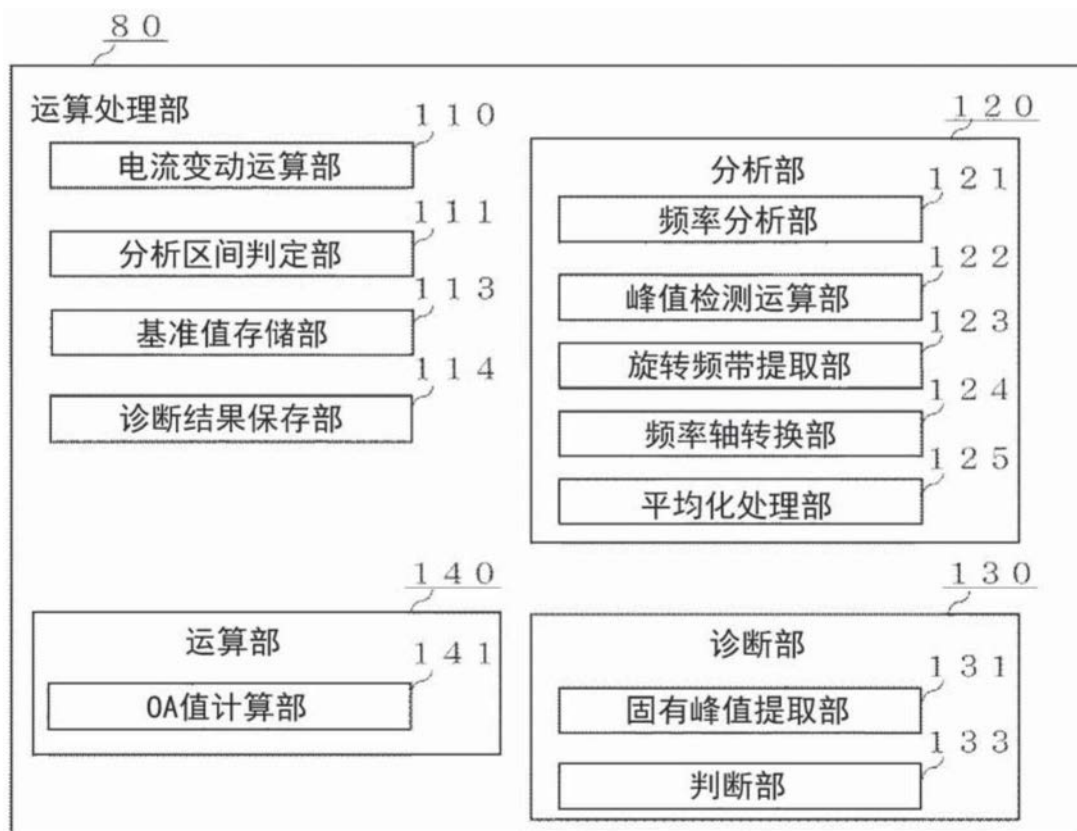 80
运算处理部
110
电流变动运算部
111
分析区间判定部
113
基准值存储部
114
诊断结果保存部
120
分析部
121
频率分析部
122
峰值检测运算部
123
旋转频带提取部
124
频率轴转换部
125
平均化处理部
140
运算部
141
OA值计算部
130
诊断部
131
固有峰值提取部
133
判断部